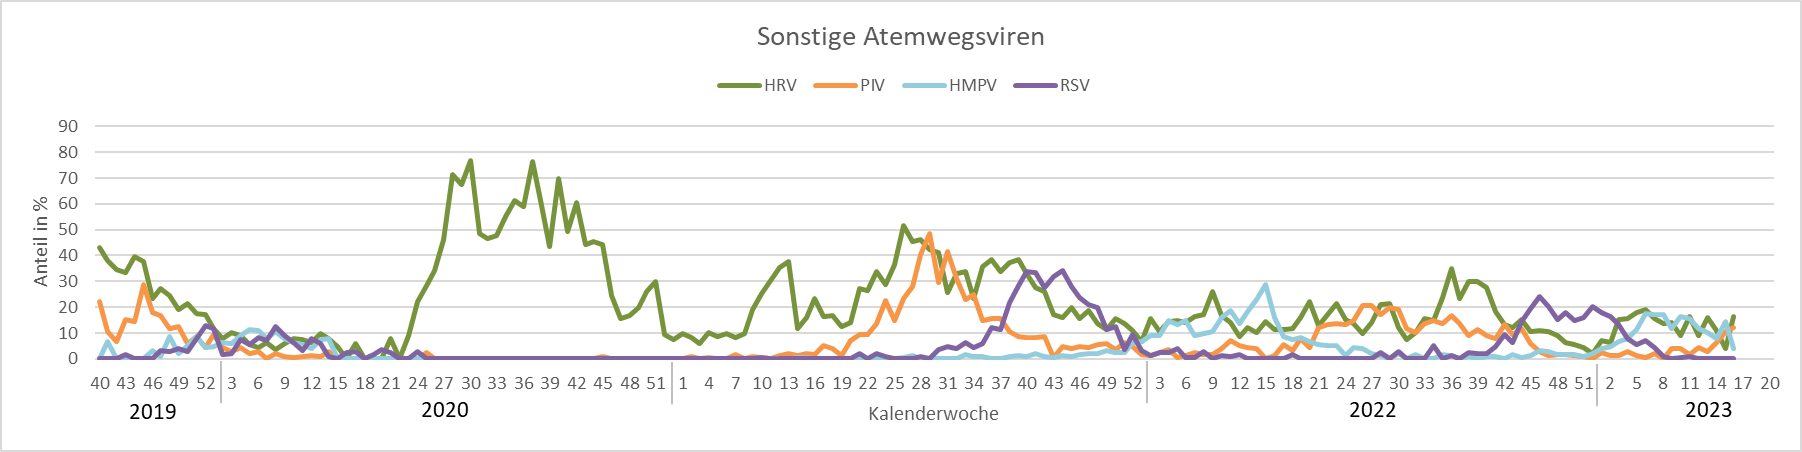 Sonstige Atemwegsviren
HRV PIV HMPV RSV
Anteil in %
90
80
70
60
50
40
30
20
10
0
40 43 46 49 52 3 6 9 12 15 18 21 24 27 30 33 36 39 42 45 48 51 1 4 7 10 13 16 19 22 25 28 31 34 37 40 43 46 49 52 3 6 9 12 15 18 21 24 27 30 33 36 39 42 45 48 51 2 5 8 11 14 17 20
2019 2020 2022 2023
Kalenderwoche